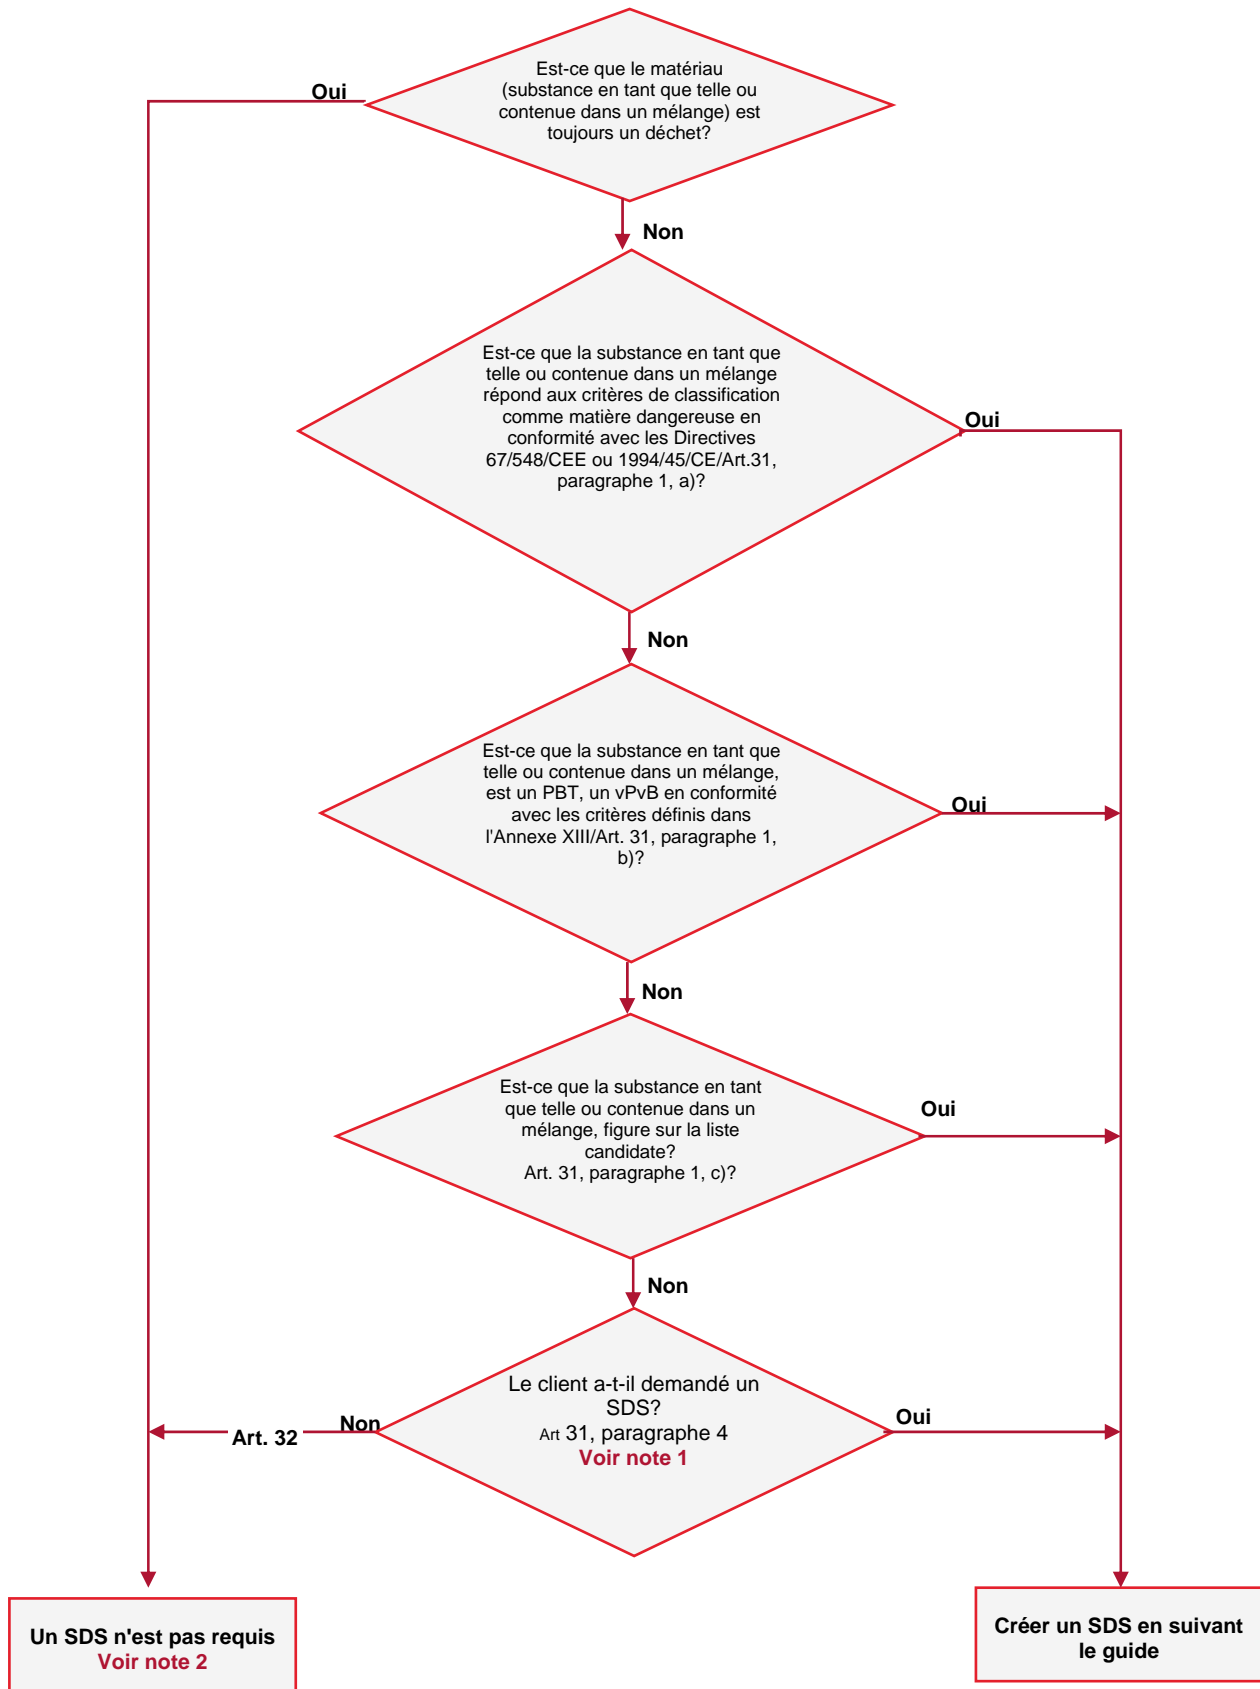 Est-ce que le matériau
(substance en tant que telle ou
contenue dans un mélange) est
toujours un déchet?
Oui
Non
Est-ce que la substance en tant que
telle ou contenue dans un mélange
répond aux critères de classification
comme matière dangereuse en
conformité avec les Directives
67/548/CEE ou 1994/45/CE/Art.31,
paragraphe 1, a)?
Oui
Non
Est-ce que la substance en tant que
telle ou contenue dans un mélange,
est un PBT, un vPvB en conformité
avec les critères définis dans
l'Annexe XIII/Art. 31, paragraphe 1,
b)?
Oui
Non
Est-ce que la substance en tant
que telle ou contenue dans un
mélange, figure sur la liste
candidate?
Art. 31, paragraphe 1, c)?
Oui
Non
Le client a-t-il demandé un
SDS?
Art 31, paragraphe 4
Voir note 1
Non
Art. 32
Oui
Un SDS n'est pas requis
Voir note 2
Créer un SDS en suivant
le guide